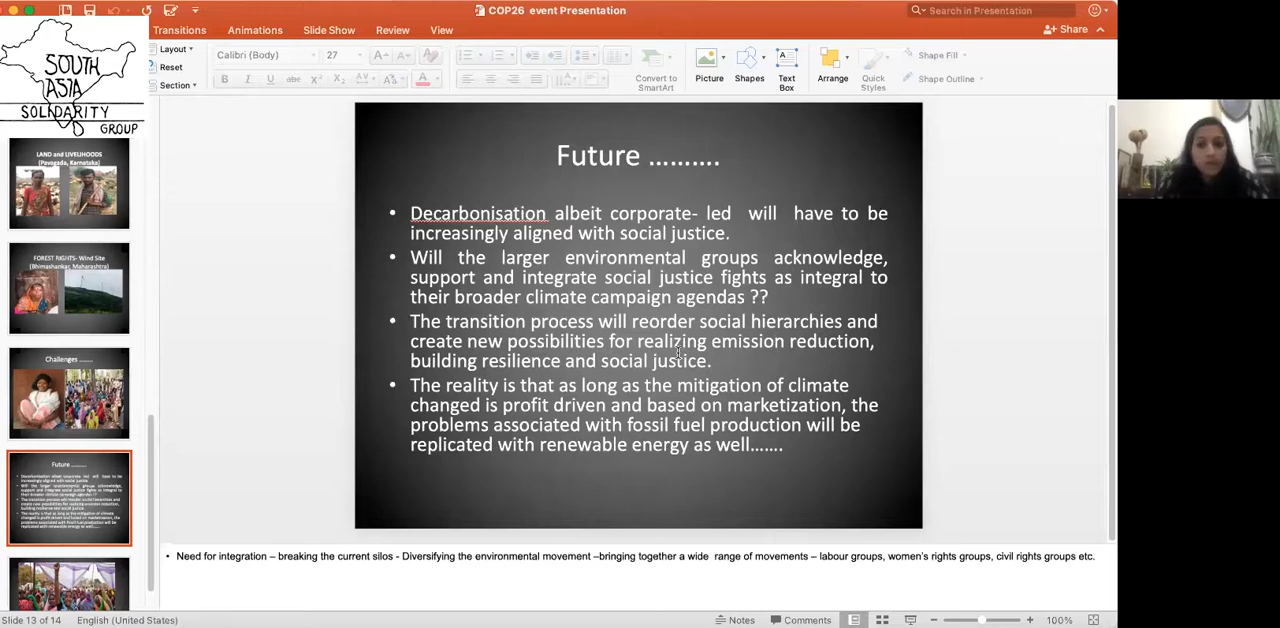 COP26 event Presentation
Search in Presentation
Transitions
Animations
Slide Show
Review
View
Share
SOUTH
ASIA
SOLIDARITY
GROUP
Layout
Reset
Section
Calibri (Body)
27
Convert to
SmartArt
Picture
Shapes
Text
Box
Arrange
Quick
Styles
Shape Fill
Shape Outline
LAND and LIVELIHOODS
(Pavagada, Karnataka)
FOREST RIGHTS- Wind Site
(Bhimashankar, Maharashtra)
Challenges .........
Future ..........
Future ……….
• Decarbonisation albeit corporate- led will have to be
increasingly aligned with social justice.
• Will the larger environmental groups acknowledge,
support and integrate social justice fights as integral to
their broader climate campaign agendas ??
• The transition process will reorder social hierarchies and
create new possibilities for realizing emission reduction,
building resilience and social justice.
• The reality is that as long as the mitigation of climate
changed is profit driven and based on marketization, the
problems associated with fossil fuel production will be
replicated with renewable energy as well…….
• Need for integration – breaking the current silos - Diversifying the environmental movement –bringing together a wide range of movements – labour groups, women's rights groups, civil rights groups etc.
Slide 13 of 14
English (United States)
Notes
Comments
100%